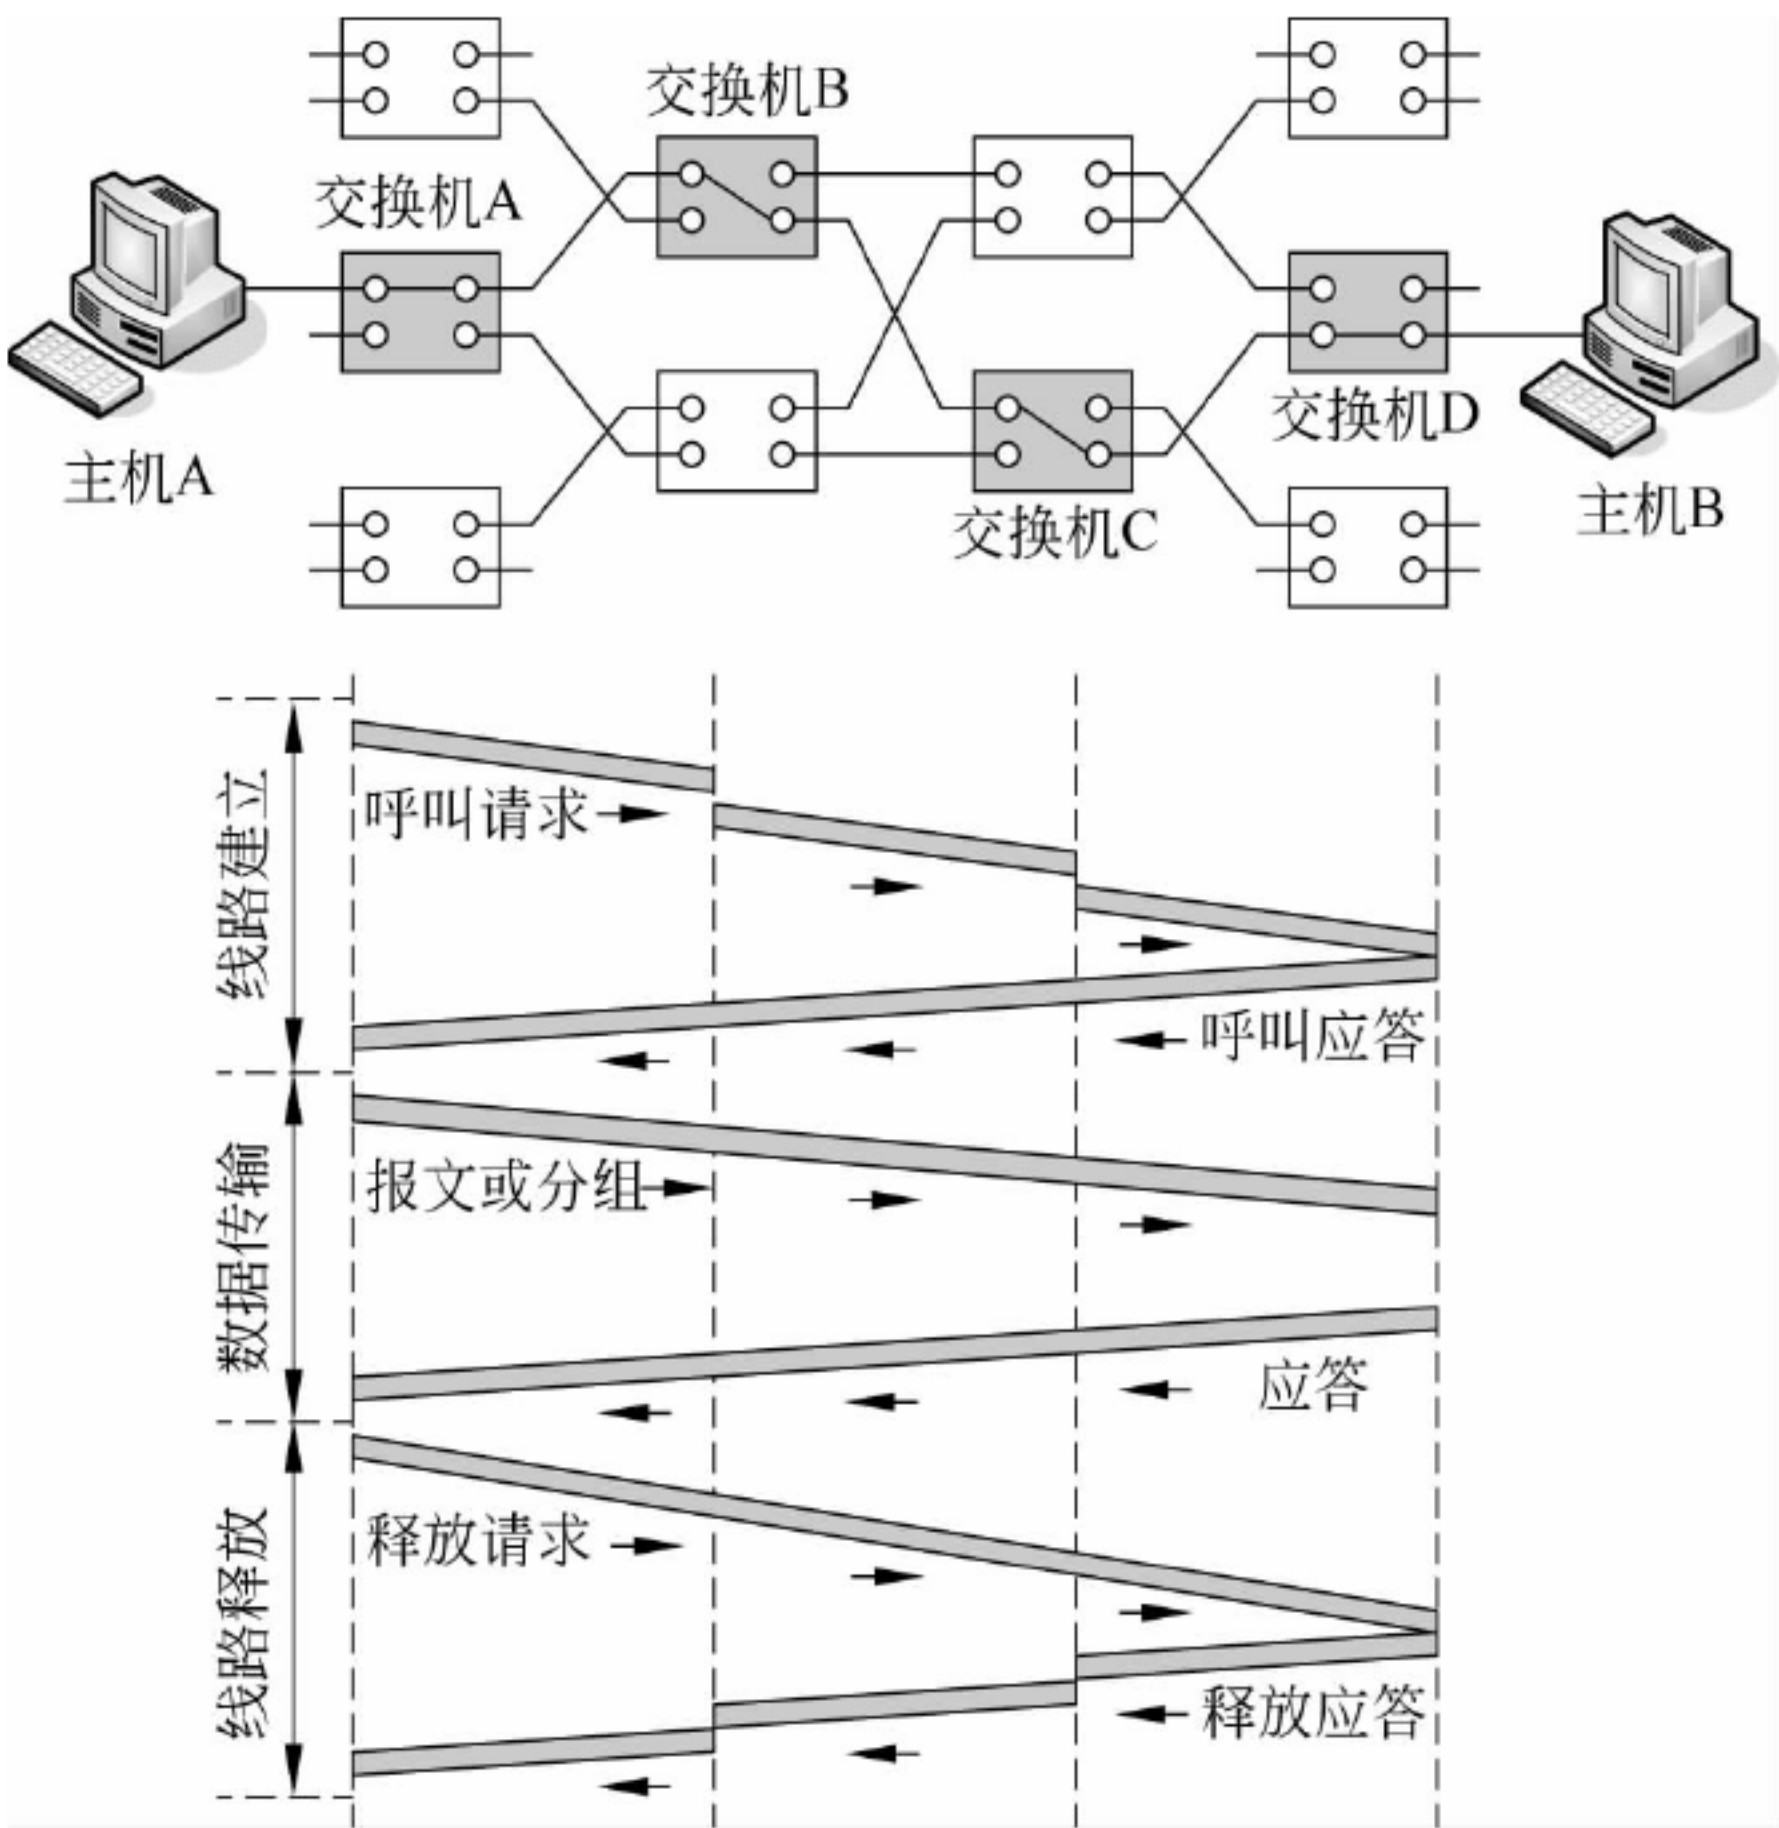 交换机B
交换机A
主机A
交换机D
交换机C
主机B
线路建立
呼叫请求
呼叫应答
数据传输
报文或分组
应答
线路释放
释放请求
释放应答